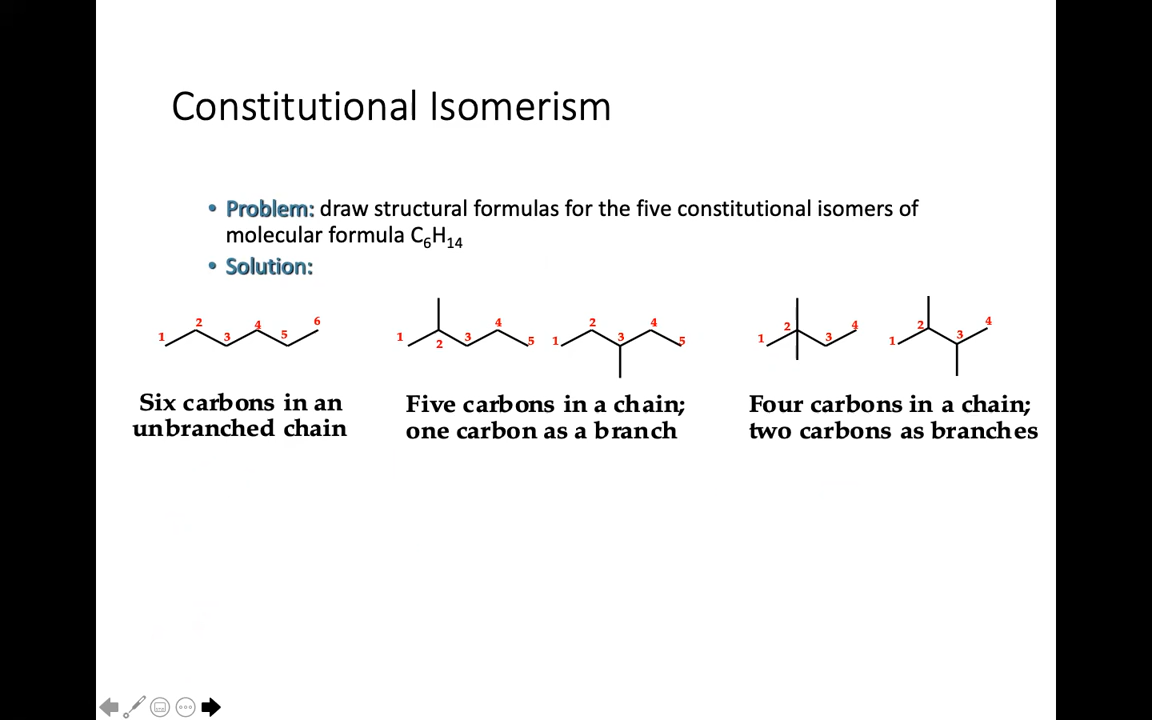 Constitutional Isomerism
• Problem: draw structural formulas for the five constitutional isomers of
molecular formula C₆H₁₄
• Solution:
1 2 3 4 5 6
1 2 3 4 5
1 2 3 4 5
1 2 3 4
1 2 3 4
Six carbons in an
unbranched chain
Five carbons in a chain;
one carbon as a branch
Four carbons in a chain;
two carbons as branches